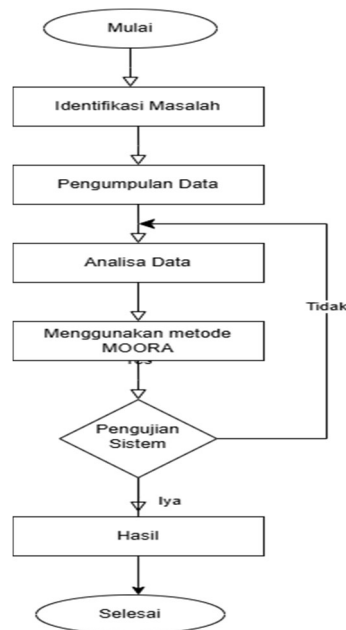 Mulai
Identifikasi Masalah
Pengumpulan Data
Analisa Data
Tidak
Menggunakan metode
MOORA
Pengujian
Sistem
Iya
Hasil
Selesai